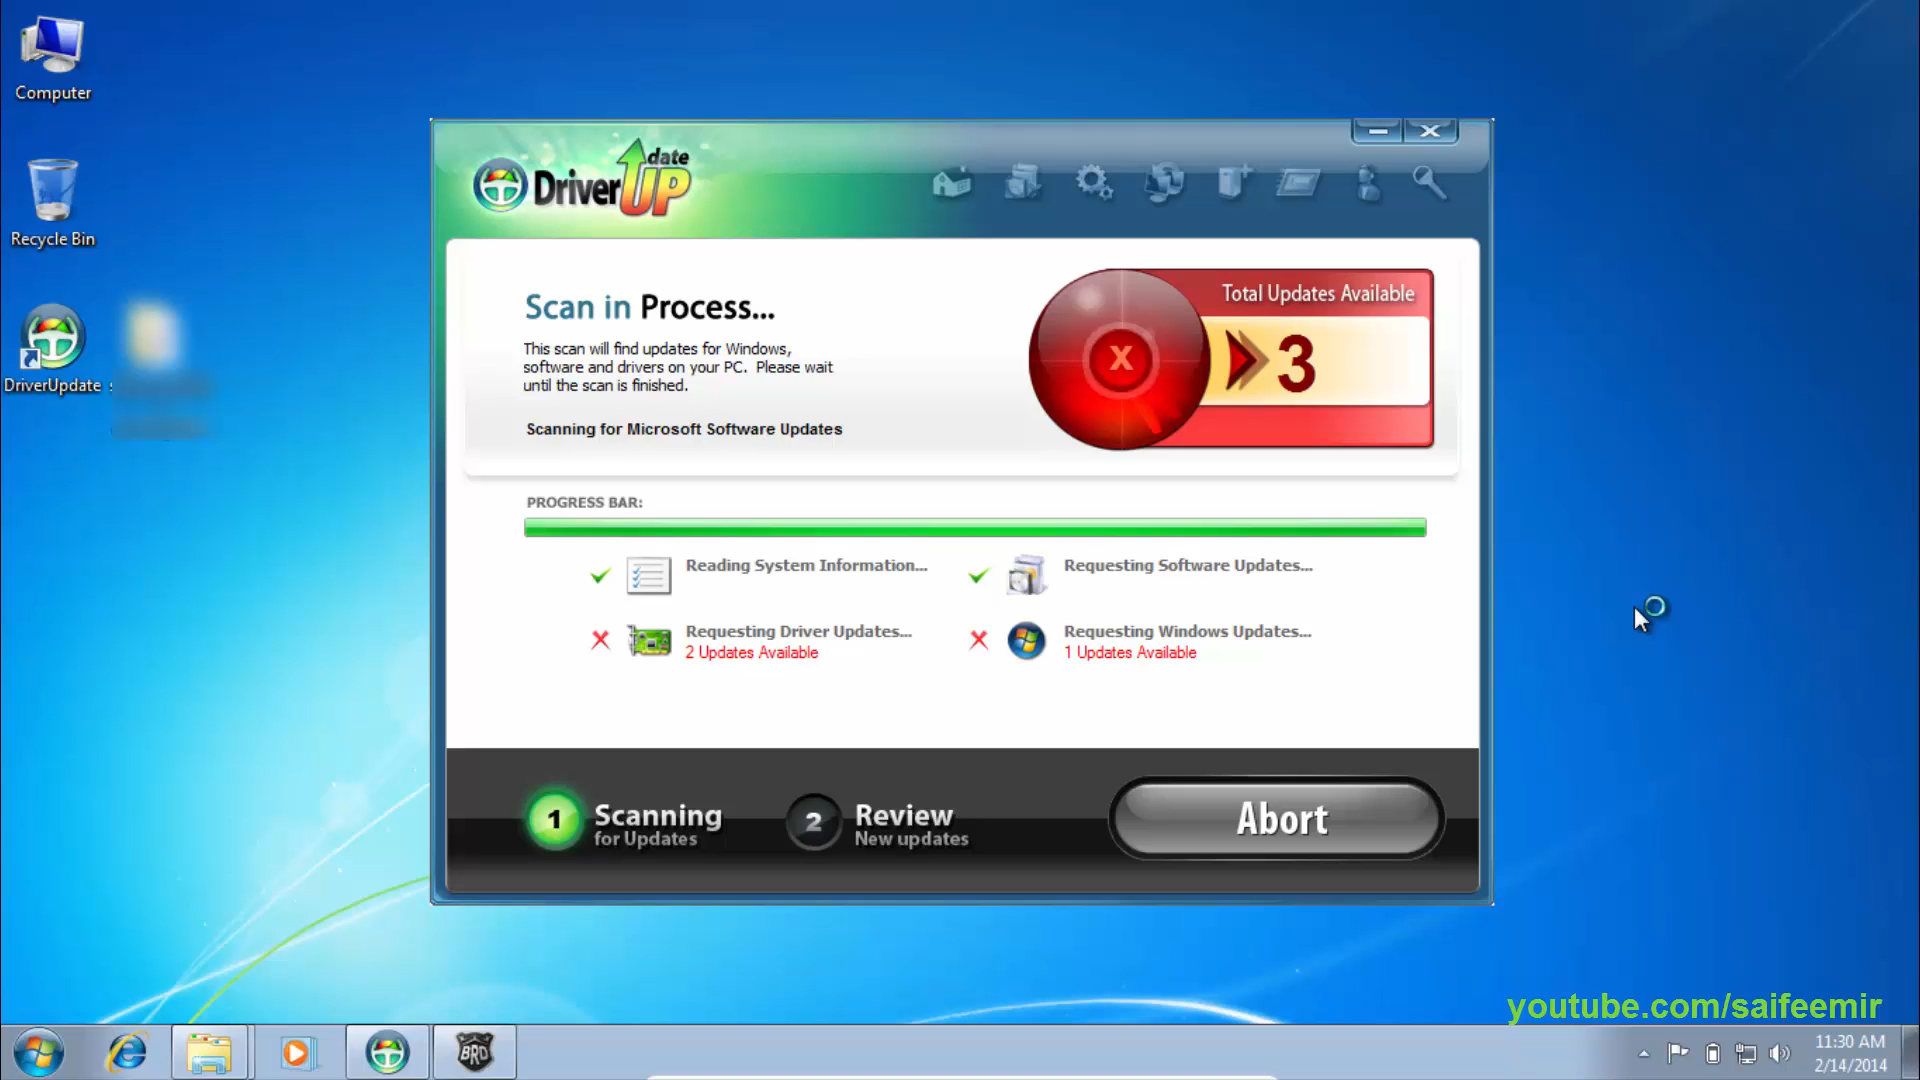 Computer
Recycle Bin
DriverUpdate
DriverUPdate
Scan in Process...
This scan will find updates for Windows,
software and drivers on your PC. Please wait
until the scan is finished.
Scanning for Microsoft Software Updates
Total Updates Available
X
3
PROGRESS BAR:
Reading System Information...
Requesting Software Updates...
Requesting Driver Updates...
2 Updates Available
Requesting Windows Updates...
1 Updates Available
1
Scanning
for Updates
2
Review
New updates
Abort
youtube.com/saifeemir
BRD
11:30 AM
2/14/2014